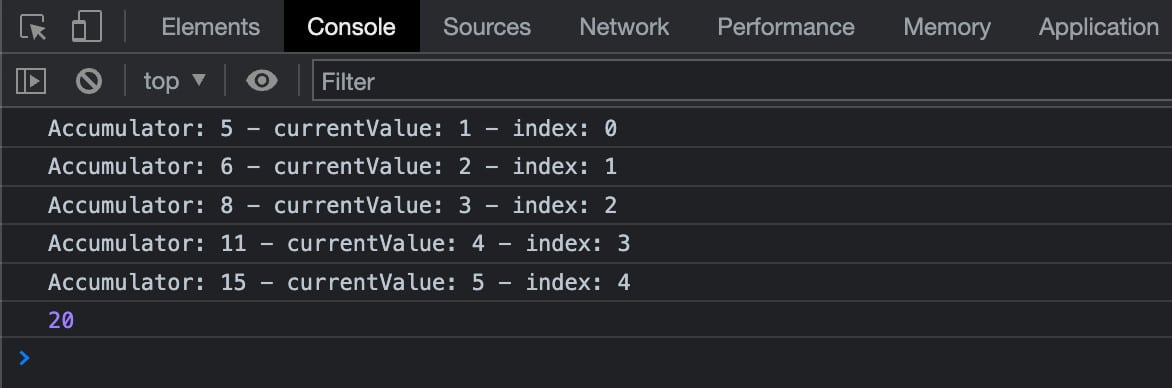 Elements Console Sources Network Performance Memory Application
top Filter
Accumulator: 5 – currentValue: 1 – index: 0
Accumulator: 6 – currentValue: 2 – index: 1
Accumulator: 8 – currentValue: 3 – index: 2
Accumulator: 11 – currentValue: 4 – index: 3
Accumulator: 15 – currentValue: 5 – index: 4
20